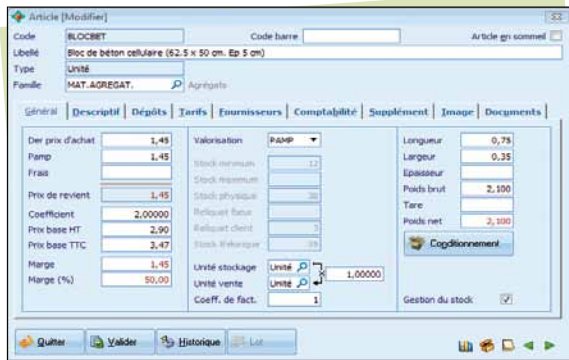 Article [Modifier]
Code BLOCBET Code barre Article en sommeil
Libellé Bloc de béton cellulaire (62.5 x 50 cm. Ep 5 cm)
Type Unité
Famille MAT.AGREGAT. Agrégats
Général Descriptif Dépôts Tarifs Fournisseurs Comptabilité Supplément Image Documents
Der prix d'achat 1,45 Valorisation PAMP Longueur 0,75
Pamp 1,45 Stock minimum 12 Largeur 0,35
Frais Stock maximum Epaisseur
Prix de revient 1,45 Stock physique Poids brut 2,100
Coefficient 2,00000 Reliquat four Tare
Prix base HT 2,90 Reliquat client Poids net 2,100
Prix base TTC 3,47 Stock théorique Conditionnement
Marge 1,45 Unité stockage Unité
Marge (%) 50,00 Unité vente Unité x 1,00000
Coeff. de fact. 1 Gestion du stock
Quitter Valider Historique Lot